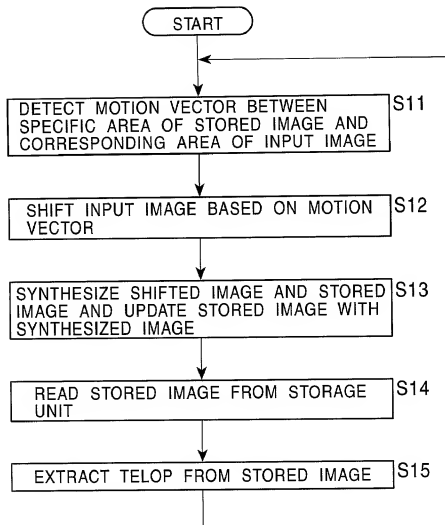 START
DETECT MOTION VECTOR BETWEEN
SPECIFIC AREA OF STORED IMAGE AND
CORRESPONDING AREA OF INPUT IMAGE
S11
SHIFT INPUT IMAGE BASED ON MOTION
VECTOR
S12
SYNTHESIZE SHIFTED IMAGE AND STORED
IMAGE AND UPDATE STORED IMAGE WITH
SYNTHESIZED IMAGE
S13
READ STORED IMAGE FROM STORAGE
UNIT
S14
EXTRACT TELOP FROM STORED IMAGE
S15